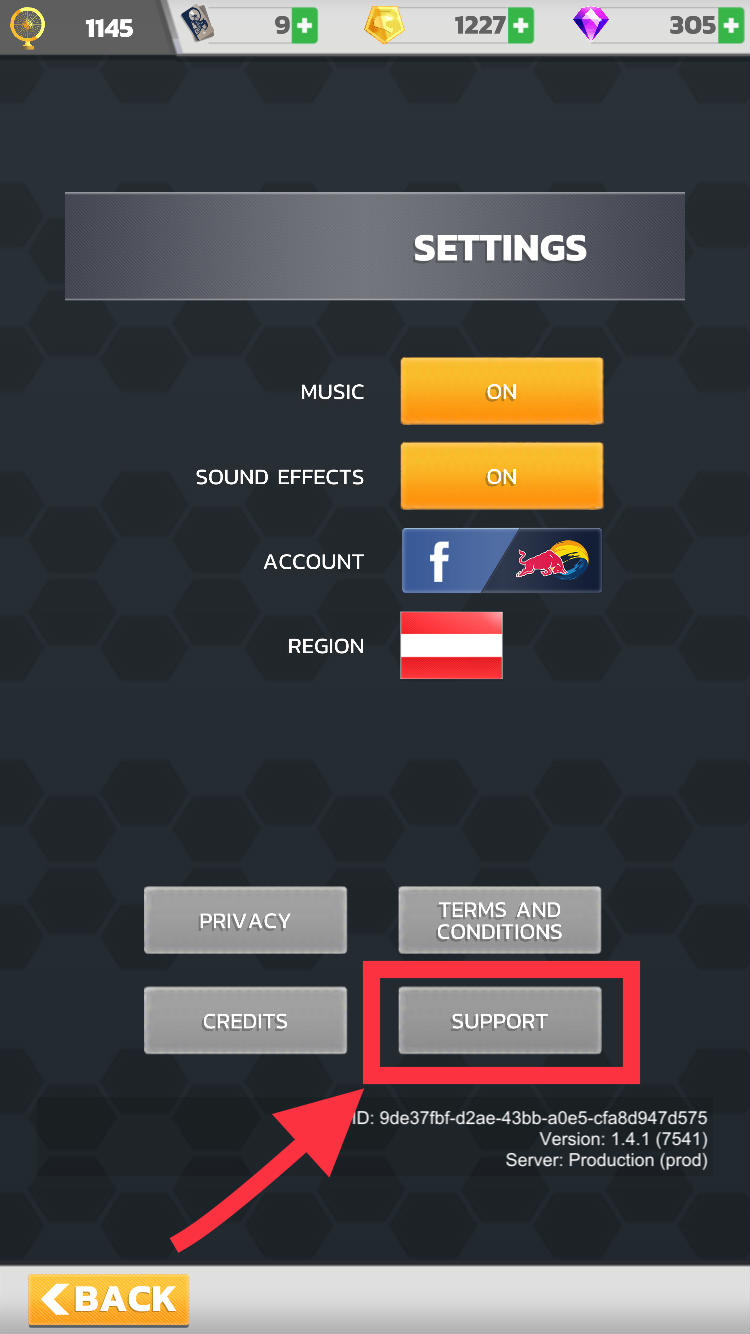 1145 9 1227 305
SETTINGS
MUSIC ON
SOUND EFFECTS ON
ACCOUNT f
REGION
PRIVACY
TERMS AND
CONDITIONS
CREDITS
SUPPORT
ID: 9de37fbf-d2ae-43bb-a0e5-cfa8d947d575
Version: 1.4.1 (7541)
Server: Production (prod)
BACK